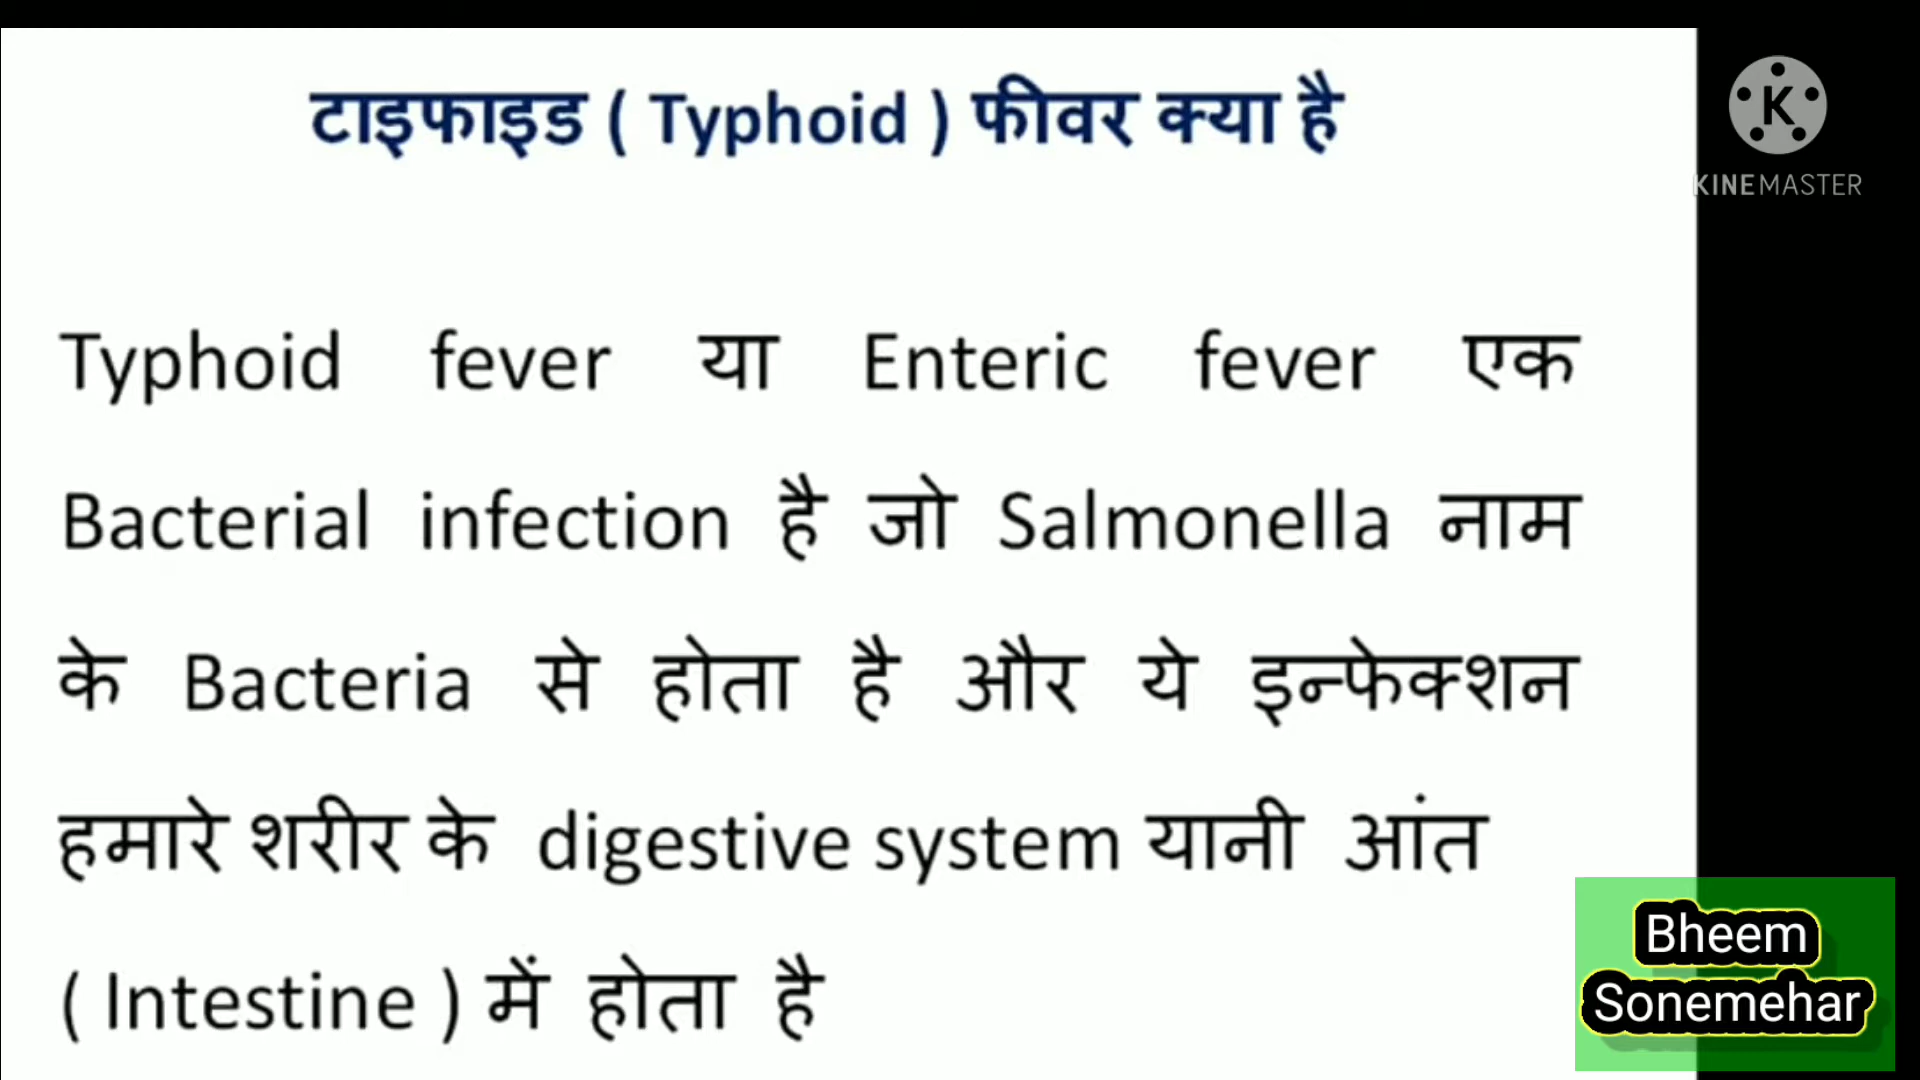 टाइफाइड ( Typhoid ) फीवर क्या है
K
KINEMASTER
Typhoid fever या Enteric fever एक
Bacterial infection है जो Salmonella नाम
के Bacteria से होता है और ये इन्फेक्शन
हमारे शरीर के digestive system यानी आंत
( Intestine ) में होता है
Bheem
Sonemehar